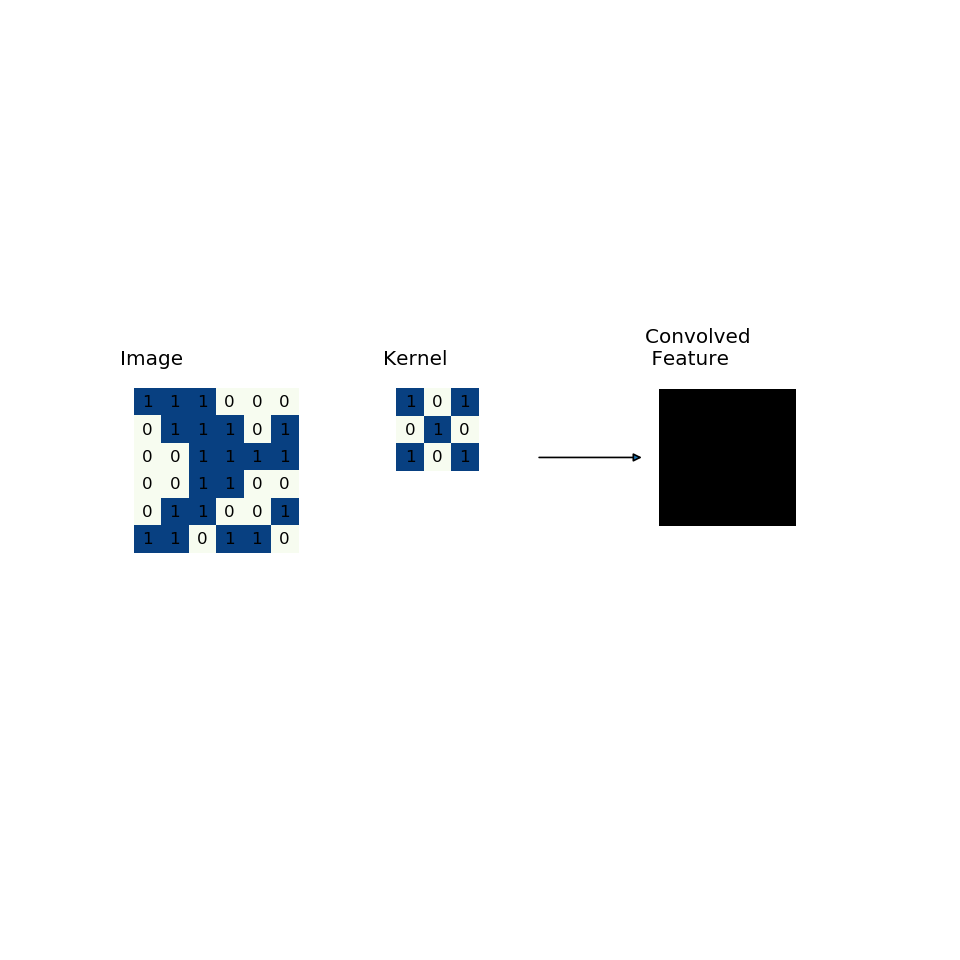 Image
1 1 1 0 0 0
0 1 1 1 0 1
0 0 1 1 1 1
0 0 1 1 0 0
0 1 1 0 0 1
1 1 0 1 1 0
Kernel
1 0 1
0 1 0
1 0 1
Convolved
Feature